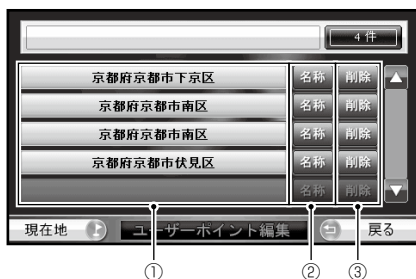 4件
京都府京都市下京区 名称 削除
京都府京都市南区 名称 削除
京都府京都市南区 名称 削除
京都府京都市伏見区 名称 削除
名称 削除
現在地 ユーザーポイント編集 戻る
① ② ③